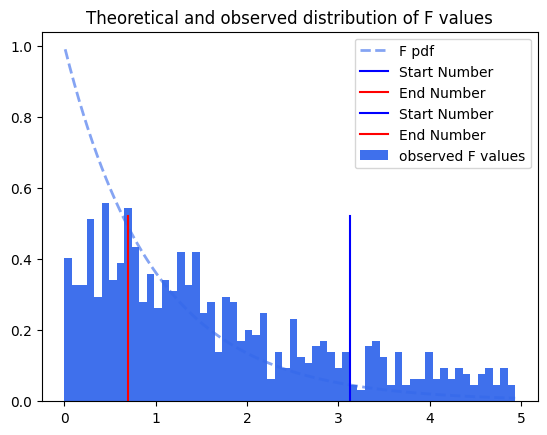 Theoretical and observed distribution of F values
1.0
0.8
0.6
0.4
0.2
0.0
F pdf
Start Number
End Number
Start Number
End Number
observed F values
0 1 2 3 4 5